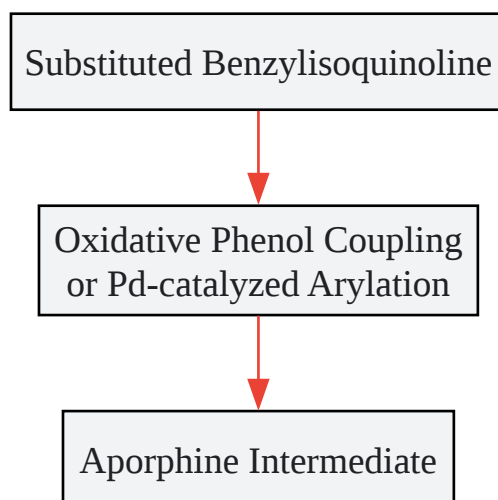 Substituted Benzylisoquinoline
Oxidative Phenol Coupling
or Pd-catalyzed Arylation
Aporphine Intermediate